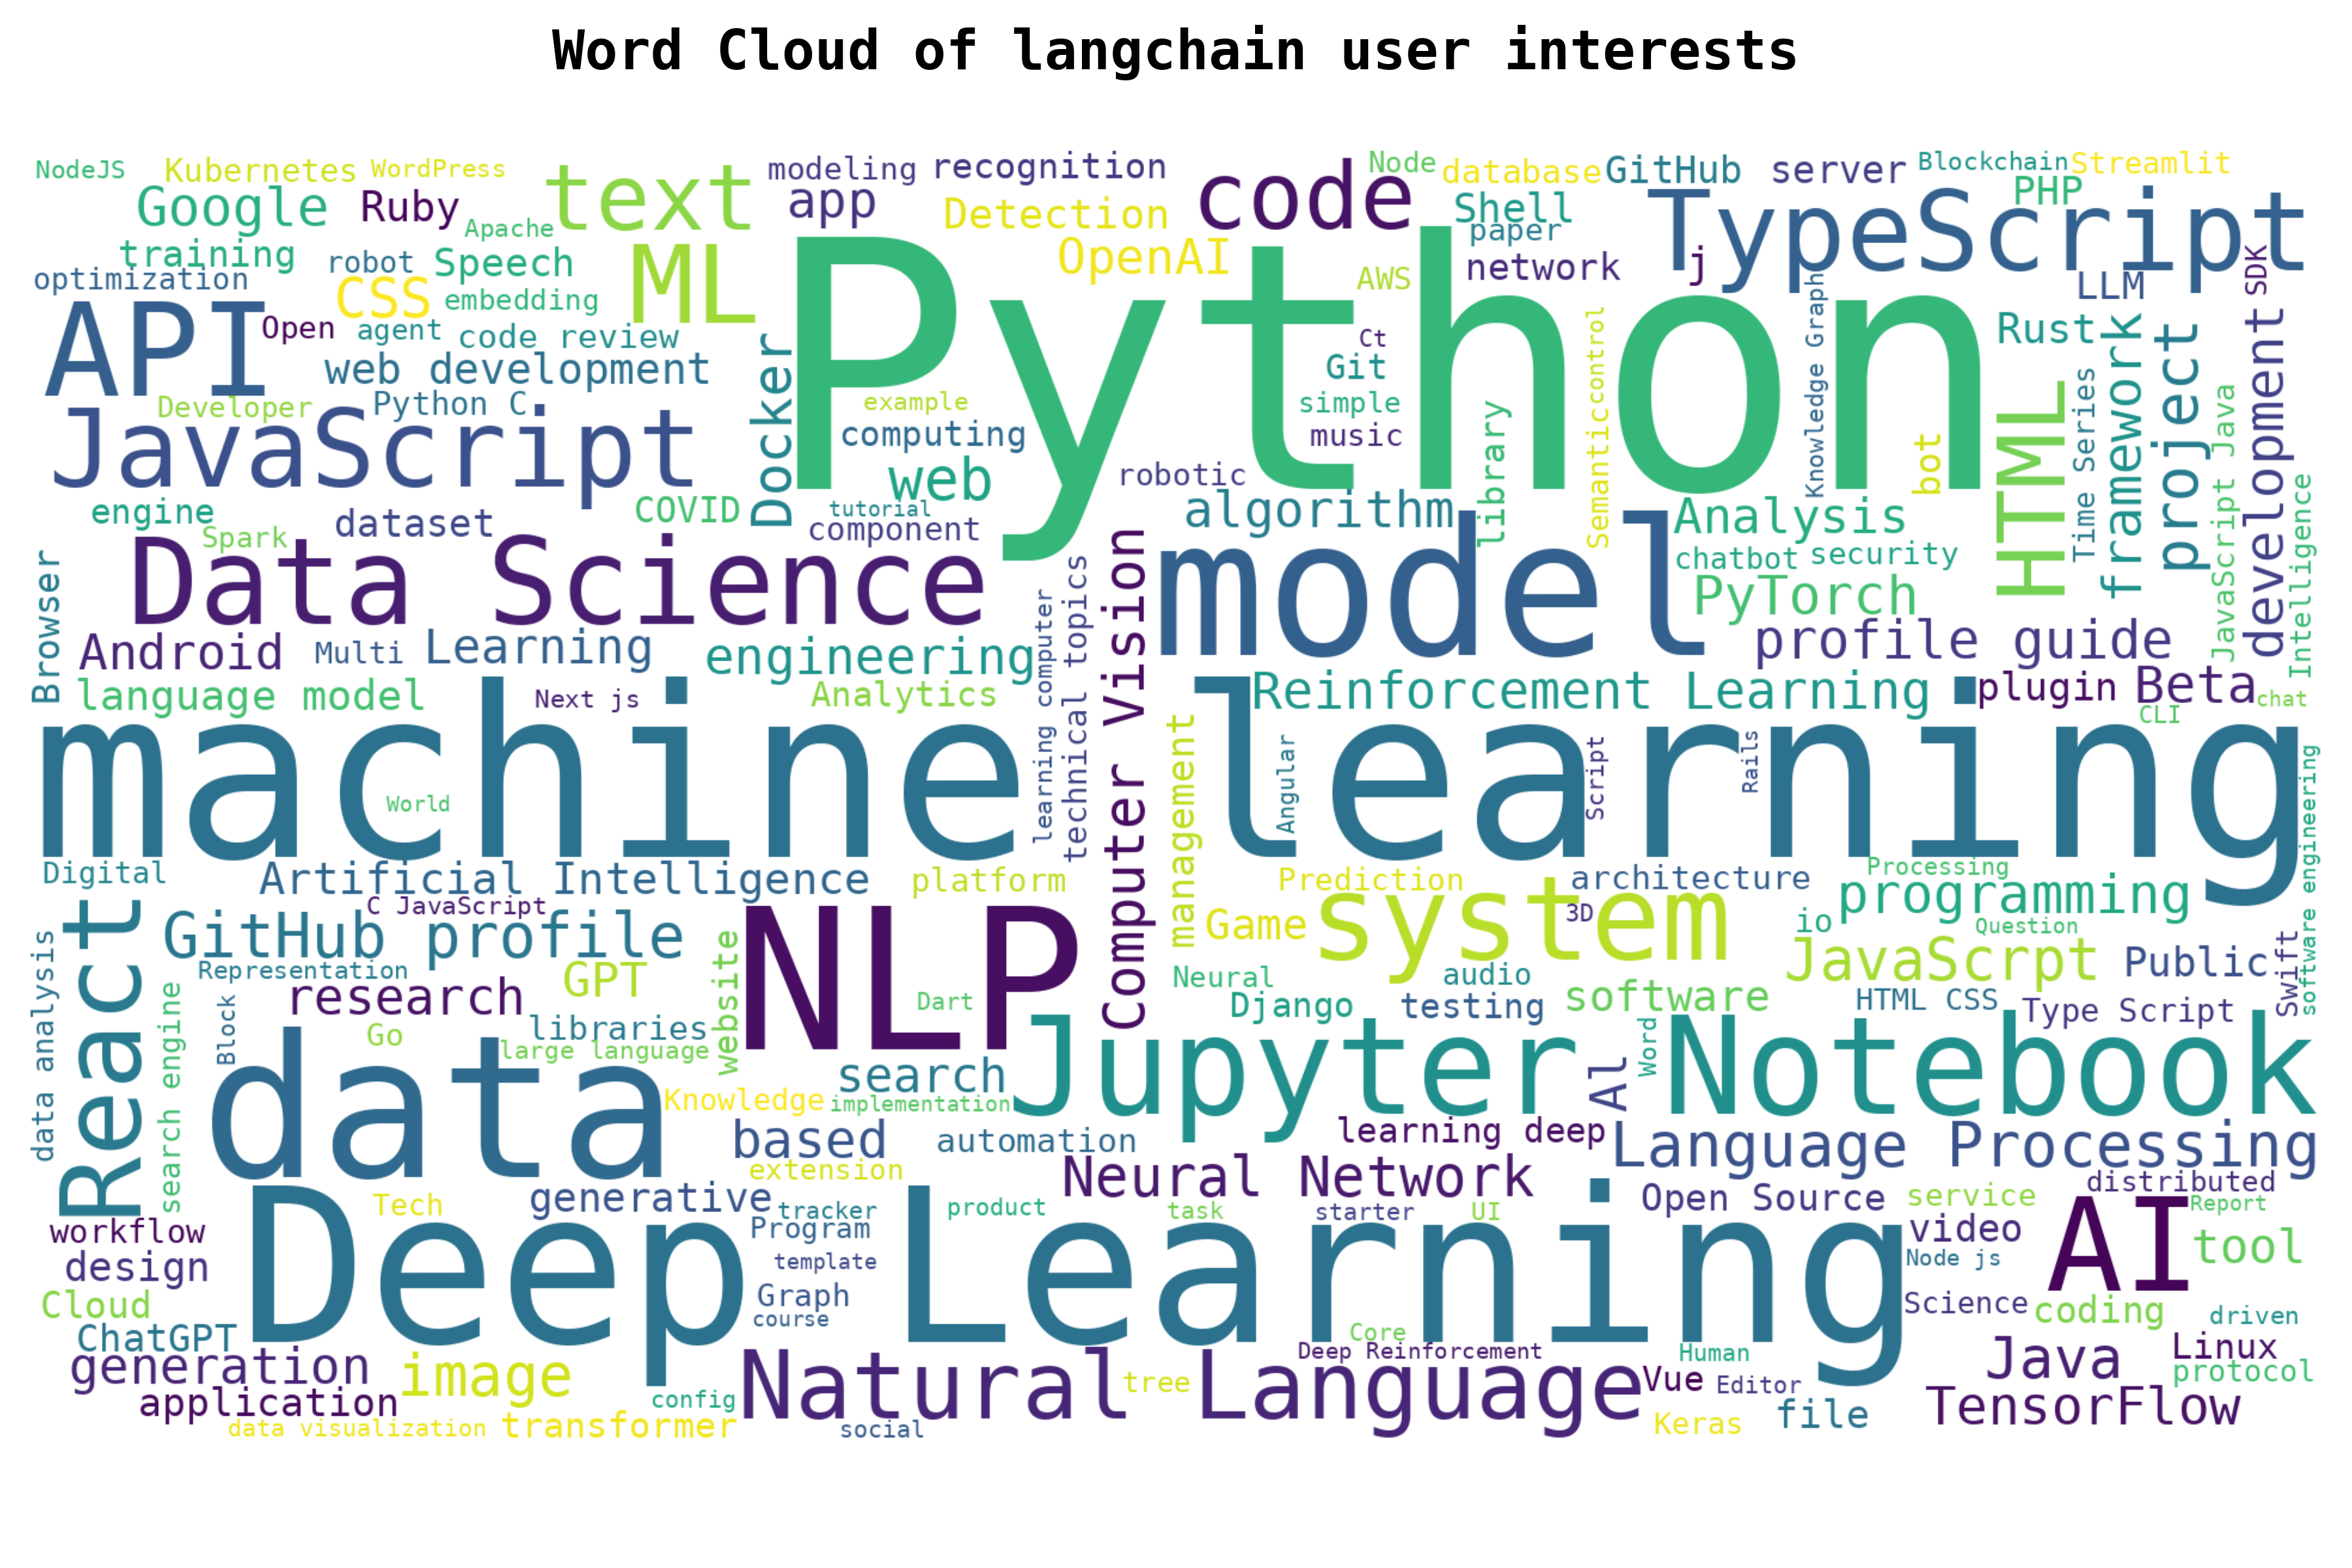 Word Cloud of langchain user interests
NodeJS
Kubernetes
WordPress
text
modeling
recognition
code
Node
database
GitHub
server
Blockchain
Streamlit
Google
Ruby
Apache
app
Detection
Shell
paper
TypeScript
PHP
training
robot
Speech
ML
OpenAI
AWS
network
j
LLM
SDK
optimization
CSS
embedding
API
Open
agent
code review
Python
Ct
control
Knowledge Graph
Rust
web development
Docker
Git
Developer
Python C
example
simple
library
Semantic
HTML
Time Series
framework
project
JavaScript Java
development
JavaScript
computing
music
bot
web
robotic
engine
dataset
COVID
tutorial
component
algorithm
Analysis
Intelligence
Spark
Data Science
model
chatbot
security
Browser
PyTorch
Android
Multi
Learning
engineering
learning computer
technical topics
Computer Vision
profile guide
language model
Next js
Analytics
Reinforcement Learning
plugin
Beta
chat
CLI
machine learning
World
management
Angular
Script
Rails
software engineering
Digital
Artificial Intelligence
platform
Prediction
architecture
Processing
React
C JavaScript
GitHub profile
NLP
Game
system
3D
io
programming
Question
data analysis
Representation
GPT
website
Neural
audio
JavaScrpt
Public
Swift
search engine
Block
research
Dart
Django
testing
software
HTML CSS
Type Script
Go
libraries
large language
data
search
Jupyter Notebook
Al
Word
Knowledge
implementation
based
automation
learning deep
Language Processing
extension
Neural Network
distributed
Tech
generative
tracker
product
task
starter
UI
Open Source
service
Report
workflow
Program
Deep Learning
video
AI
tool
design
template
Node js
Cloud
Graph
Science
coding
driven
ChatGPT
course
Core
generation
image
Deep Reinforcement
Human
Java
Linux
application
config
Natural Language
tree
Vue
Editor
protocol
data visualization
transformer
social
Keras
file
TensorFlow